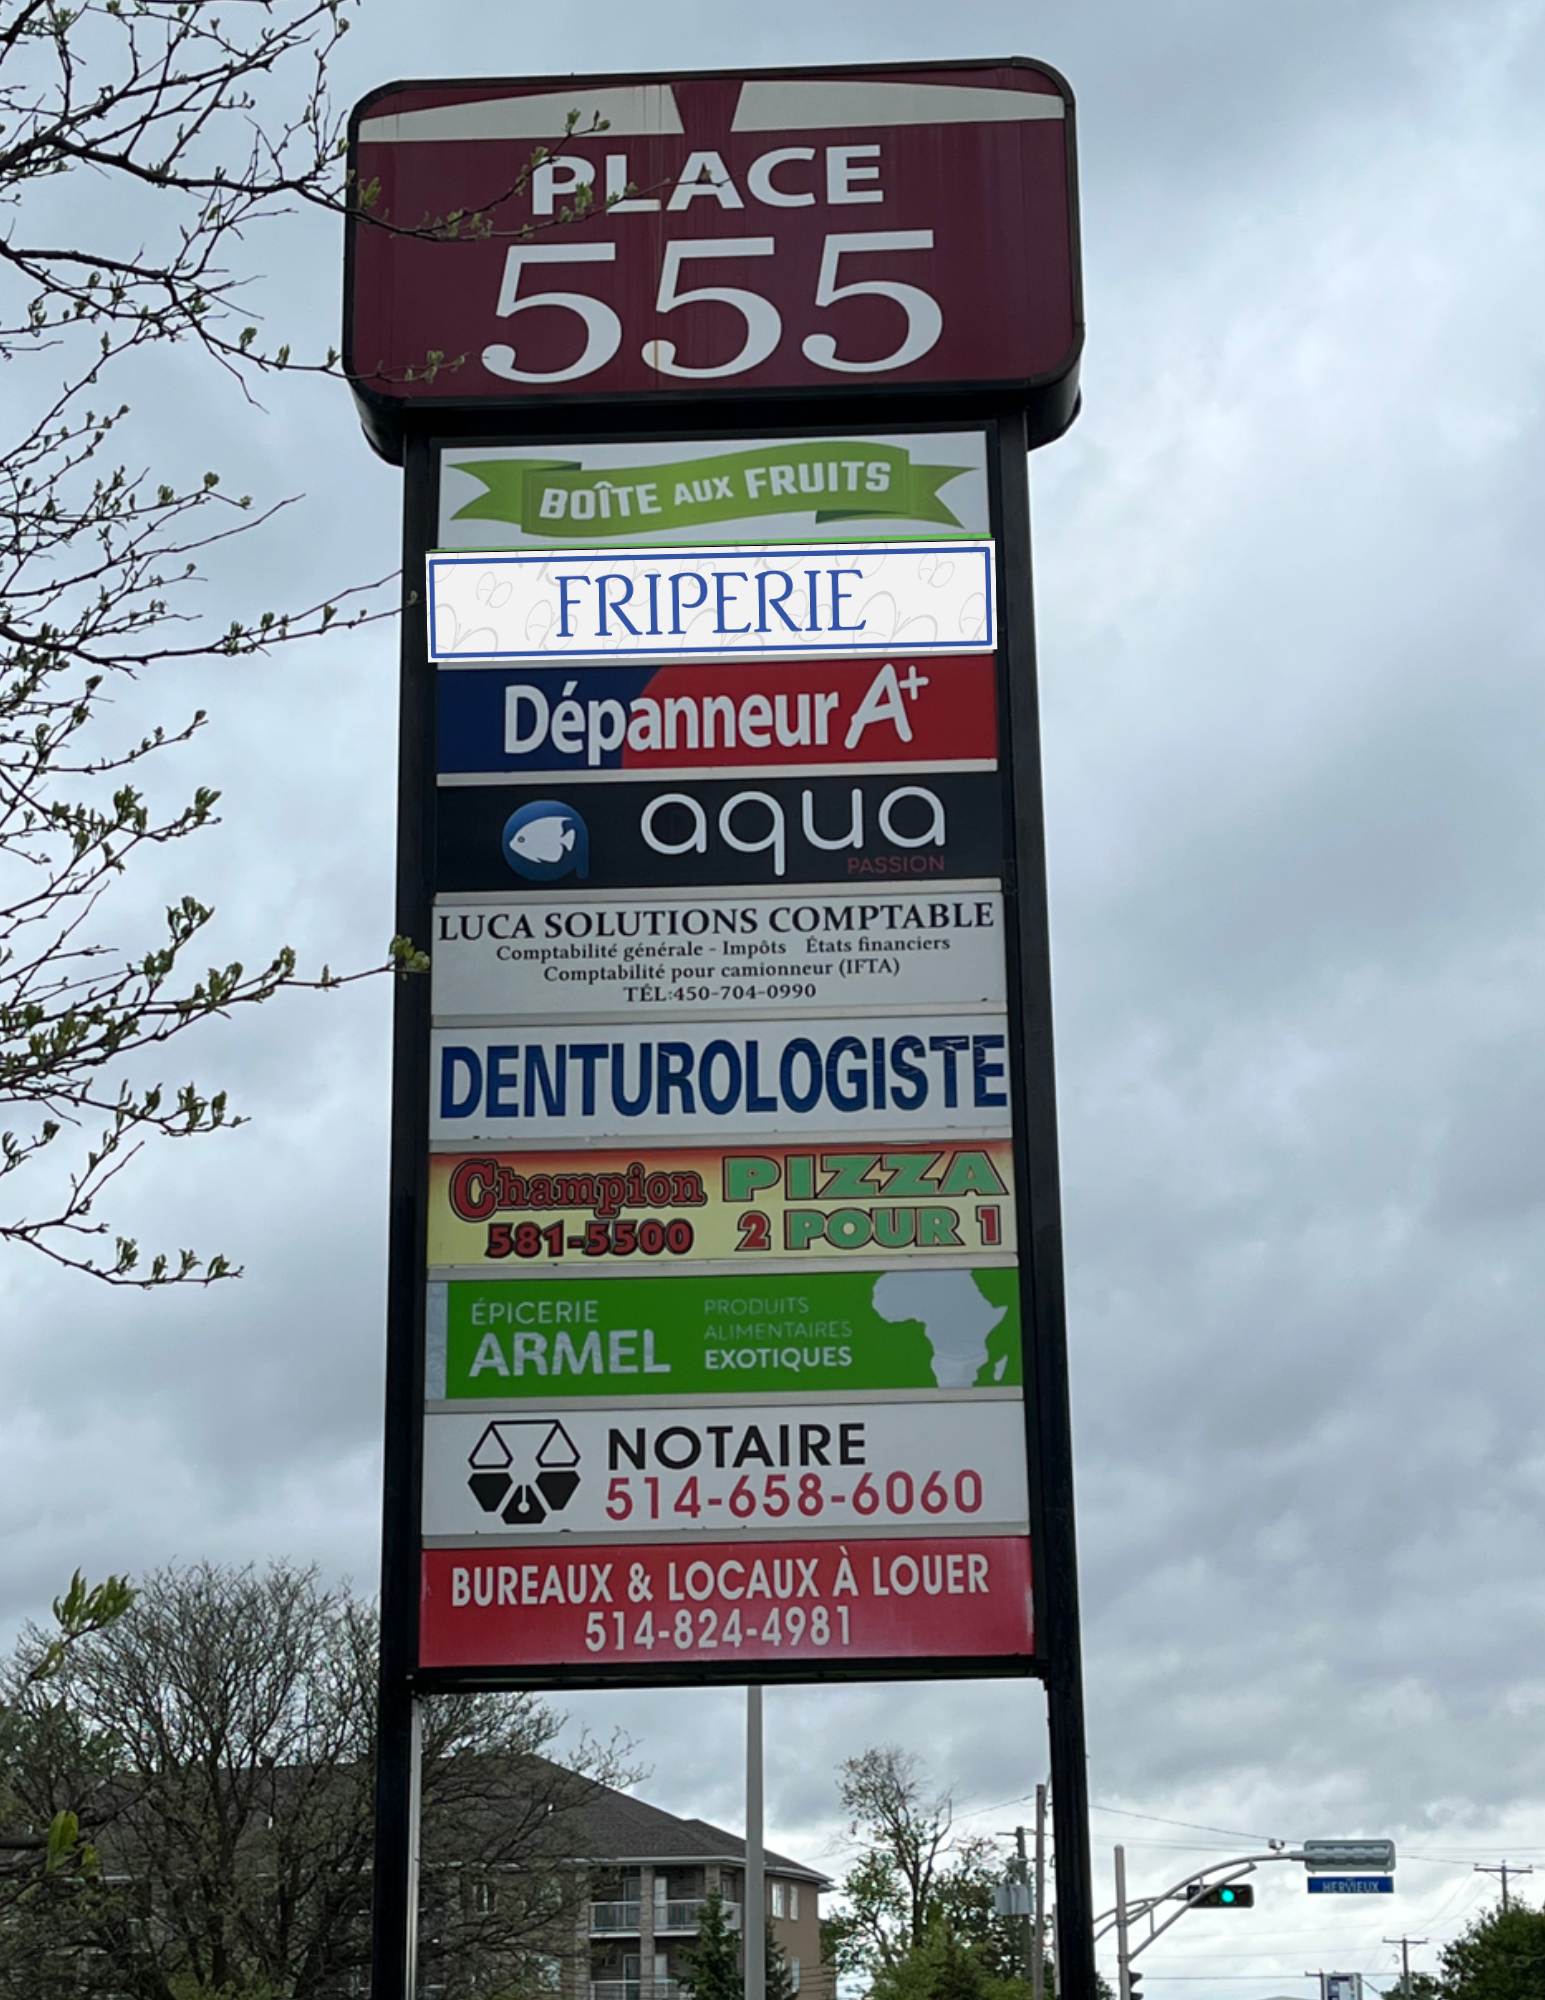 PLACE
555
BOÎTE AUX FRUITS
FRIPERIE
Dépanneur A+
aqua
PASSION
LUCA SOLUTIONS COMPTABLE
Comptabilité générale - Impôts États financiers
Comptabilité pour camionneur (IFTA)
TÉL:450-704-0990
DENTUROLOGISTE
Champion PIZZA
581-5500 2 POUR 1
ÉPICERIE
ARMEL
PRODUITS
ALIMENTAIRES
EXOTIQUES
NOTAIRE
514-658-6060
BUREAUX & LOCAUX À LOUER
514-824-4981
HERVIEUX